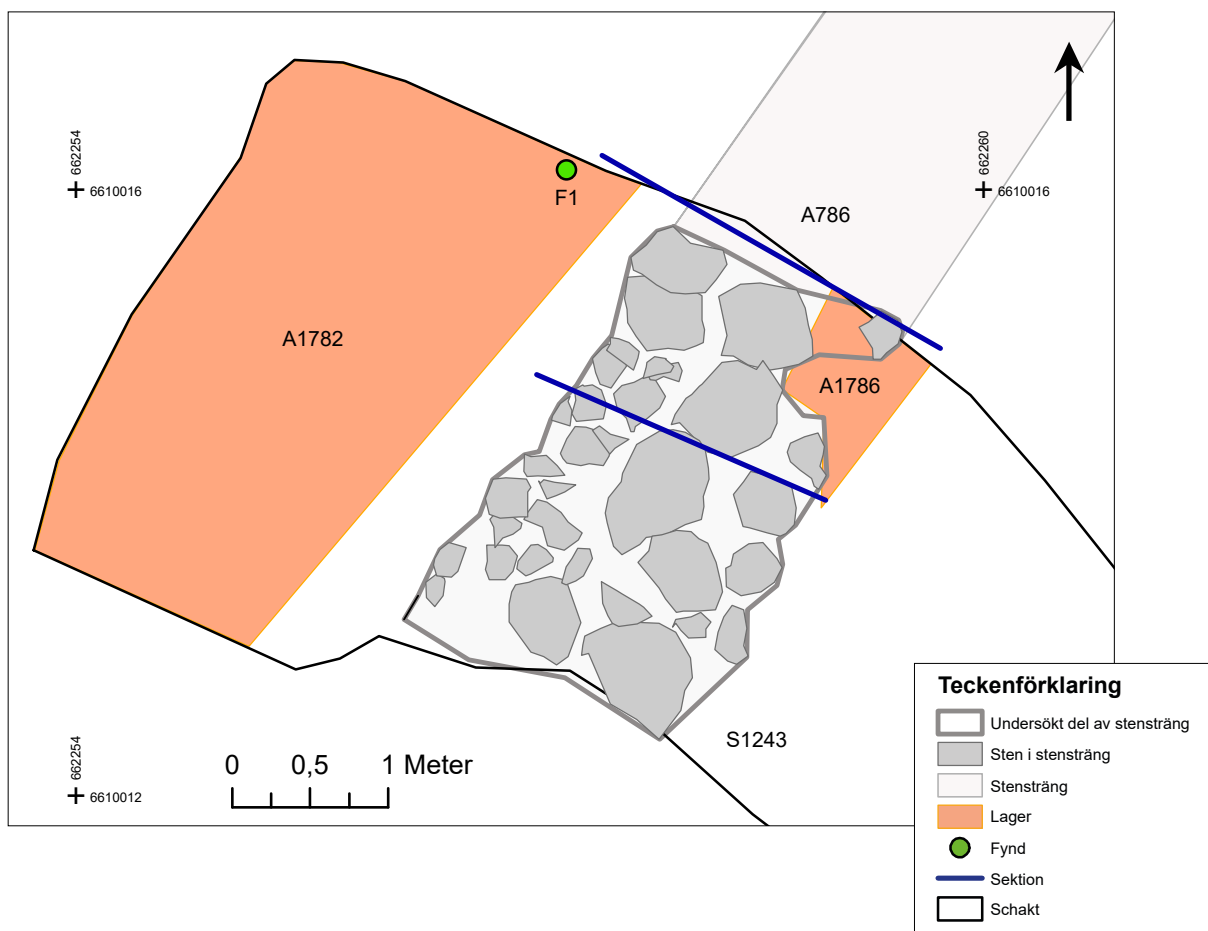 662254
6610016
662260
6610016
F1
A786
A1782
A1786
S1243
662254
6610012
0 0,5 1 Meter
Teckenförklaring
Undersökt del av stensträng
Sten i stensträng
Stensträng
Lager
Fynd
Sektion
Schakt